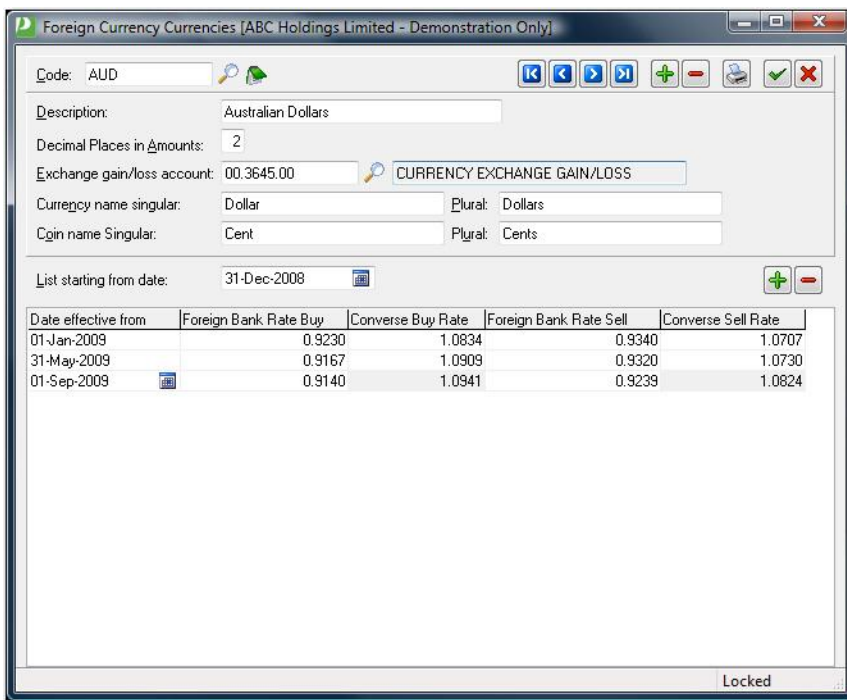 Foreign Currency Currencies [ABC Holdings Limited - Demonstration Only]
Code: AUD
Description: Australian Dollars
Decimal Places in Amounts: 2
Exchange gain/loss account: 00.3645.00 CURRENCY EXCHANGE GAIN/LOSS
Currency name singular: Dollar Plural: Dollars
Coin name Singular: Cent Plural: Cents
List starting from date: 31-Dec-2008
Date effective from Foreign Bank Rate Buy Converse Buy Rate Foreign Bank Rate Sell Converse Sell Rate
01-Jan-2009 0.9230 1.0834 0.9340 1.0707
31-May-2009 0.9167 1.0909 0.9320 1.0730
01-Sep-2009 0.9140 1.0941 0.9239 1.0824
Locked